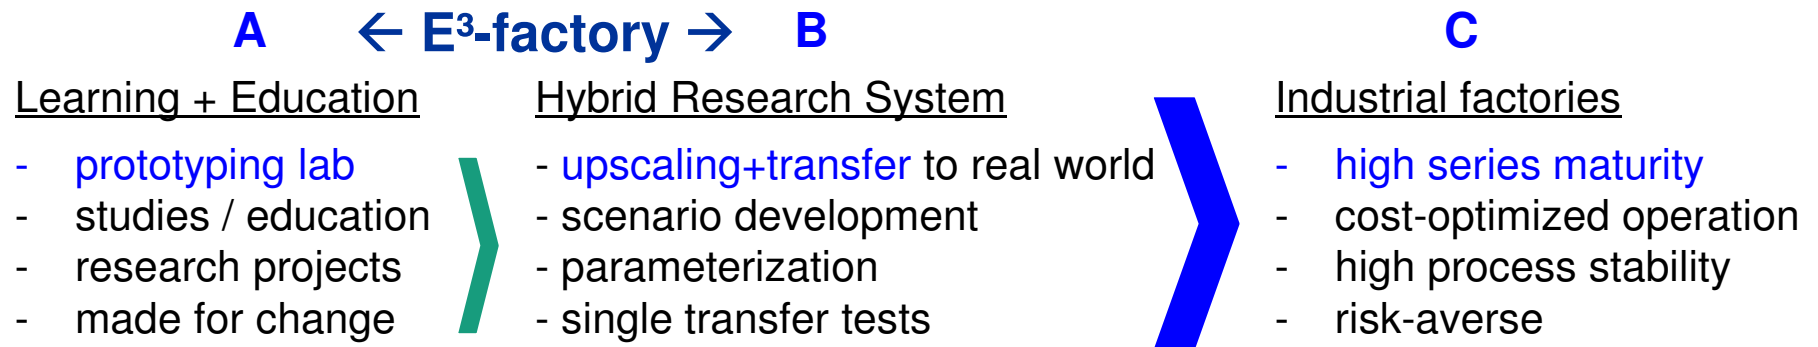 A ← E³-factory → B C
Learning + Education
- prototyping lab
- studies / education
- research projects
- made for change
Hybrid Research System
- upscaling+transfer to real world
- scenario development
- parameterization
- single transfer tests
Industrial factories
- high series maturity
- cost-optimized operation
- high process stability
- risk-averse